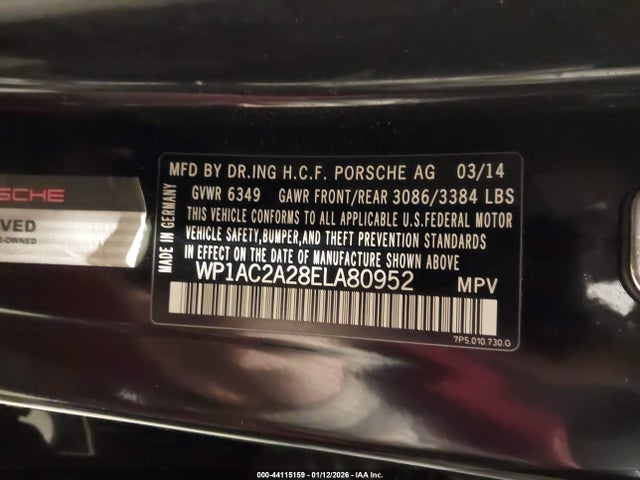 SCHE
VED
E-OWNED
MADE IN GERMANY
MFD BY DR.ING H.C.F. PORSCHE AG 03/14
GVWR 6349 GAWR FRONT/REAR 3086/3384 LBS
THIS VEHICLE CONFORMS TO ALL APPLICABLE U.S.FEDERAL MOTOR
VEHICLE SAFETY,BUMPER,AND THEFT PREVENTION STANDARDS
IN EFFECT ON THE DATE OF MANUFACTURE SHOWN ABOVE
WP1AC2A28ELA80952 MPV
7P5.010.730.G
000-44115159 - 01/12/2026 - IAA Selling